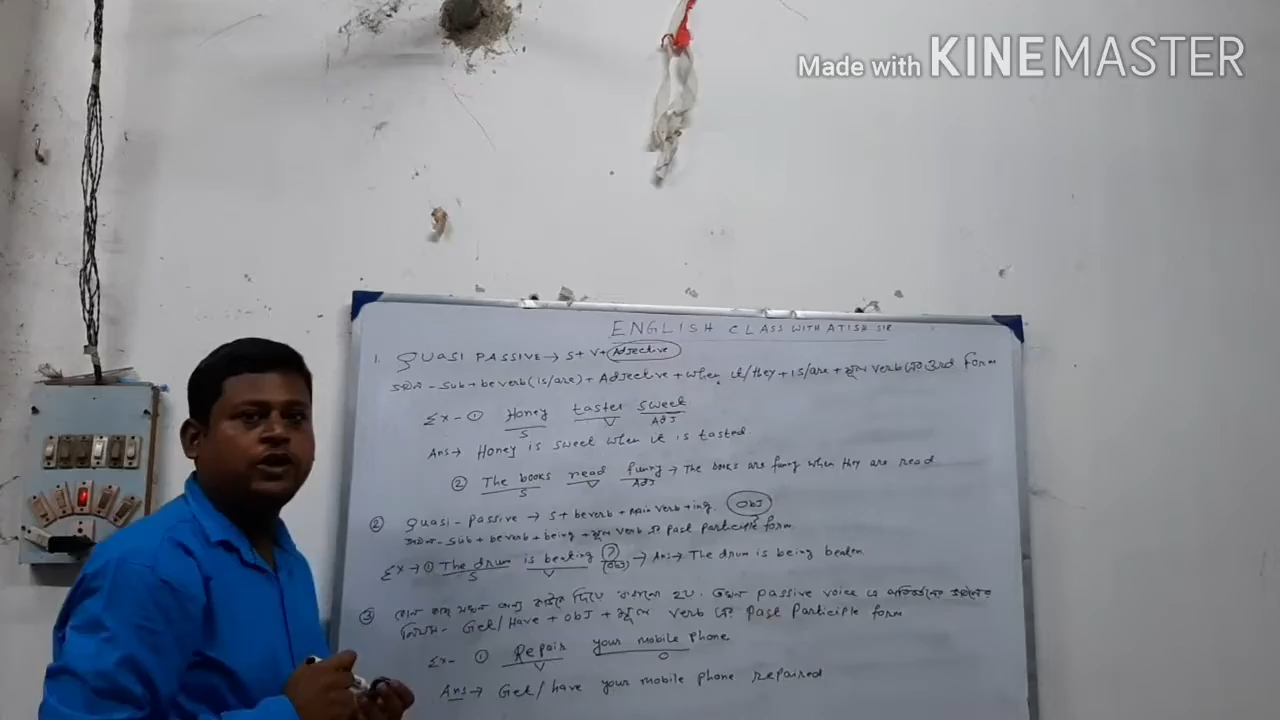 Made with KINEMASTER
ENGLISH CLASS WITH ATISH SIR
1. QUASI PASSIVE → S + V + Adjective
গঠন - Sub + be verb (is/are) + Adjective + when it/they + is/are + মূল verb এর 3rd form
Ex - ① Honey tastes sweet
S V Adj
Ans → Honey is sweet when it is tasted.
② The books read funny → The books are funny when they are read
S V Adj
② Quasi-Passive → S + be verb + main verb + ing. Obj
গঠন - Sub + be verb + being + মূল verb এর past participle form.
Ex → ① The drum is beating ? → Ans → The drum is being beaten
S V (Obj)
③ কোন কাজ যখন অন্য কাউকে দিয়ে করানো হয়. তখন passive voice এ
নিয়ম - Get/Have + obj + মূল verb এর Past Participle form
Ex - ① Repair your mobile phone
V O
Ans → Get/have your mobile phone repaired